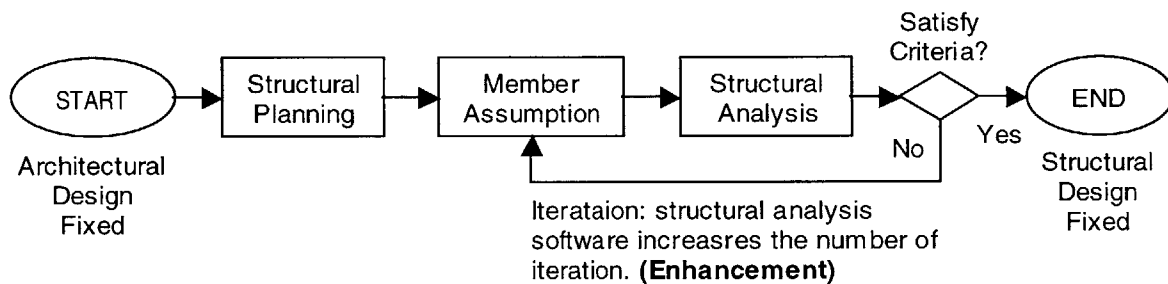 START
Architectural
Design
Fixed
Structural
Planning
Member
Assumption
Structural
Analysis
Satisfy
Criteria?
No
Yes
END
Structural
Design
Fixed
Iterataion: structural analysis
software increasres the number of
iteration. (Enhancement)